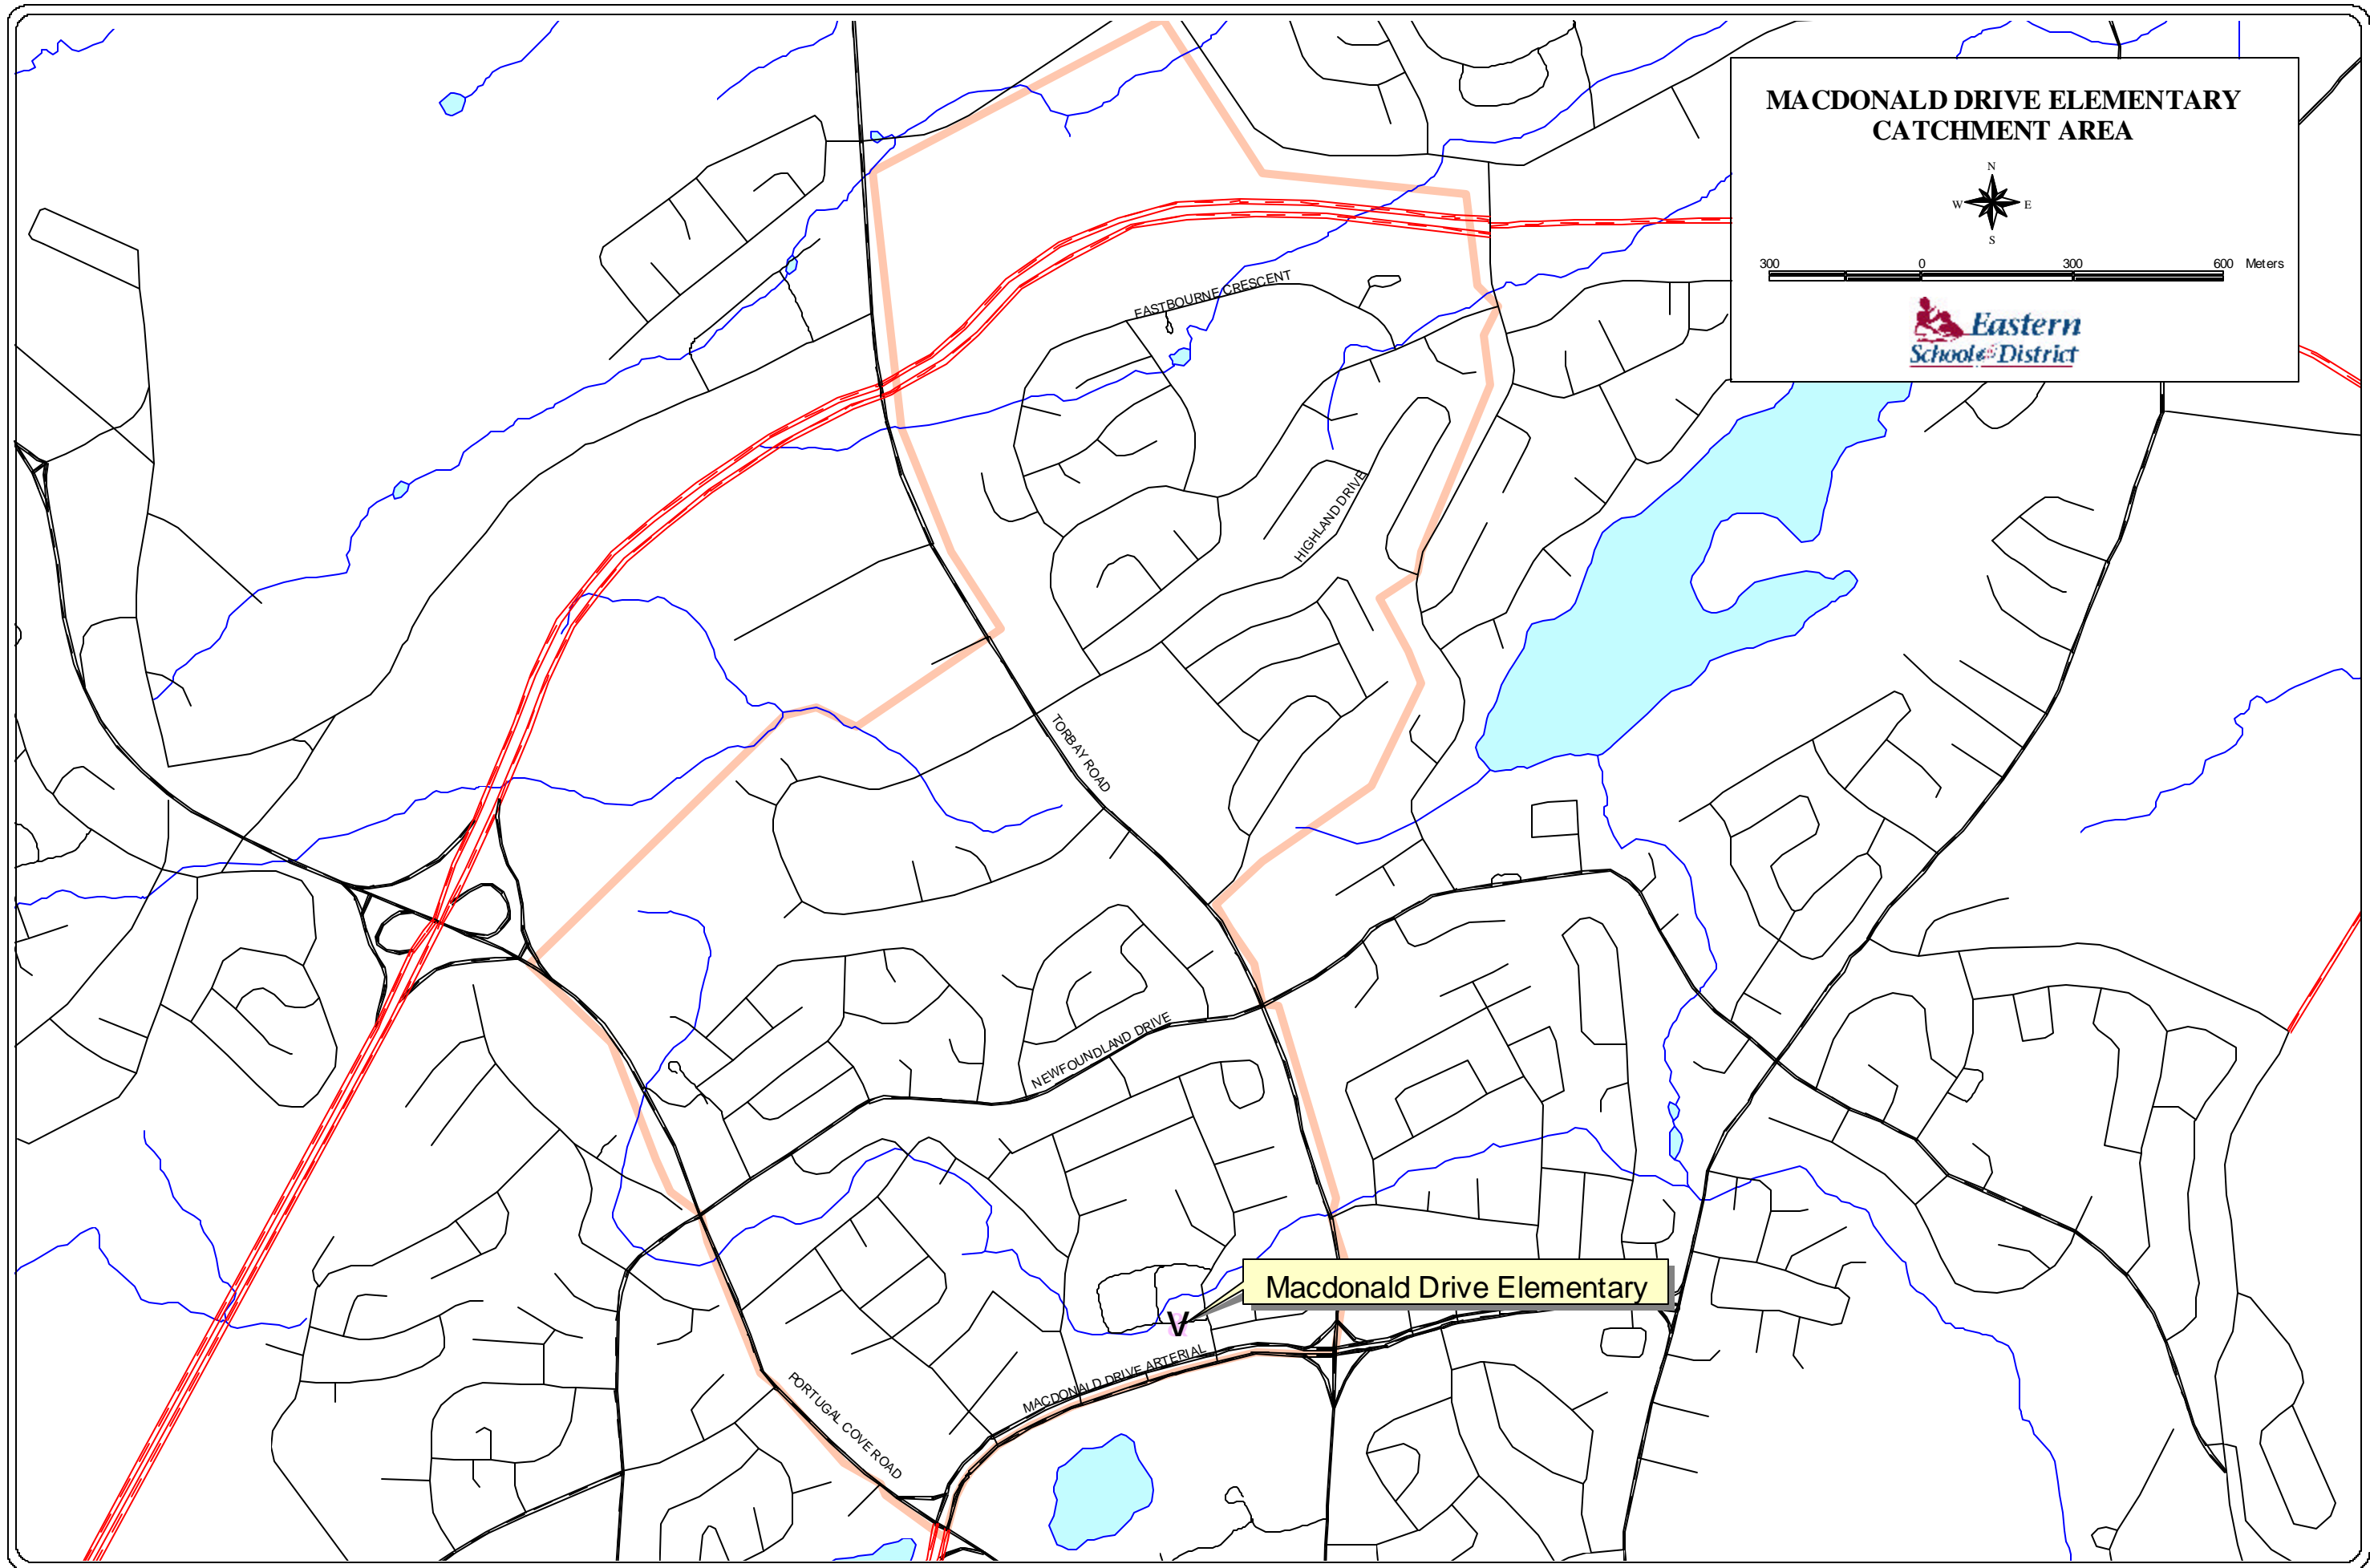 MACDONALD DRIVE ELEMENTARY
CATCHMENT AREA
N
W E
S
300 0 300 600 Meters
Eastern
School District
EASTBOURNE CRESCENT
HIGHLAND DRIVE
TORBAY ROAD
NEWFOUNDLAND DRIVE
Macdonald Drive Elementary
V
MACDONALD DRIVE ARTERIAL
PORTUGAL COVE ROAD